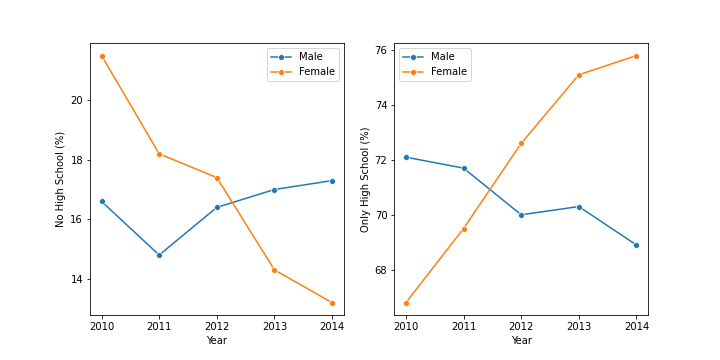 Male
Female
20
18
16
14
No High School (%)
2010 2011 2012 2013 2014
Year
Male
Female
76
74
72
70
68
Only High School (%)
2010 2011 2012 2013 2014
Year